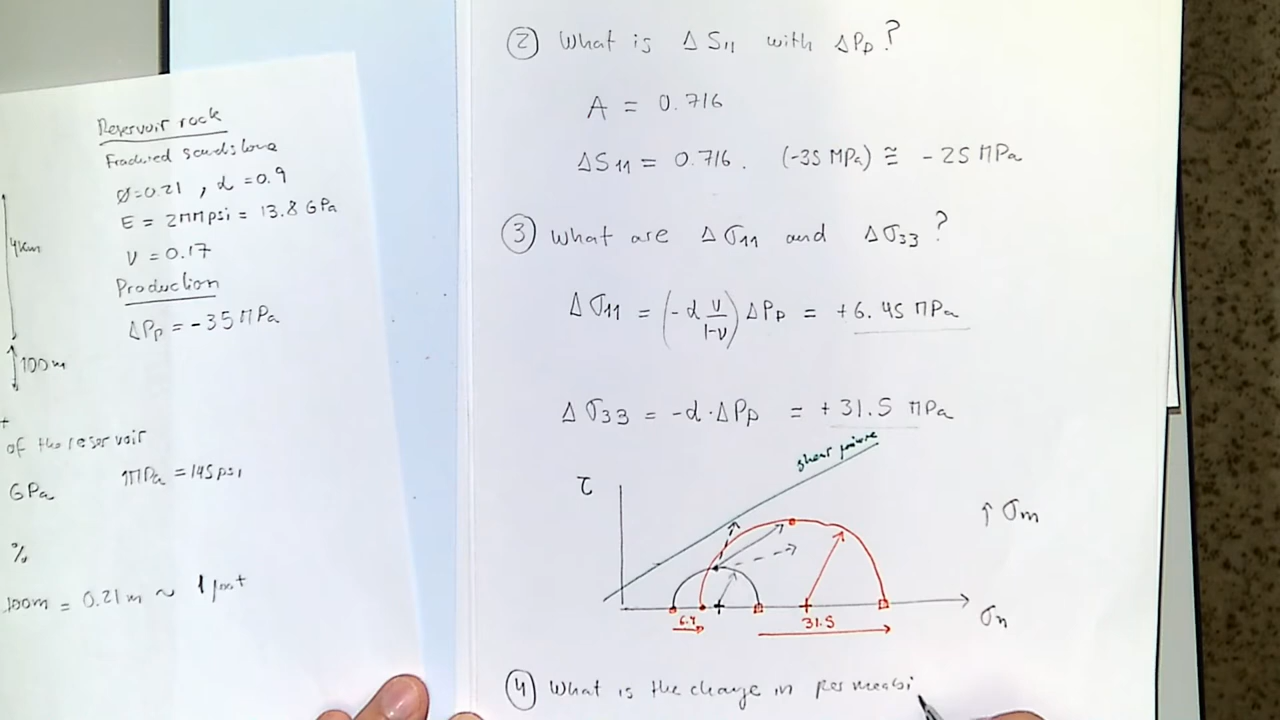 Reservoir rock
Fractured sandstone
Ø=0.21 , α = 0.9
E = 2MMpsi = 13.8 GPa
4km
ν = 0.17
Production
ΔPp = -35 MPa
100m
+
of the reservoir
1MPa = 145psi
GPa
%
100m = 0.21m ~ 1 foot
② What is ΔS11 with ΔPp?
A = 0.716
ΔS11 = 0.716 . (-35 MPa) ≅ -25 MPa
③ What are Δσ11 and Δσ33 ?
Δσ11 = (-α ν/1-ν) ΔPp = +6.45 MPa
Δσ33 = -α·ΔPp = +31.5 MPa
shear failure
τ
↑ σm
6.4
31.5
σn
④ What is the change in permeabi